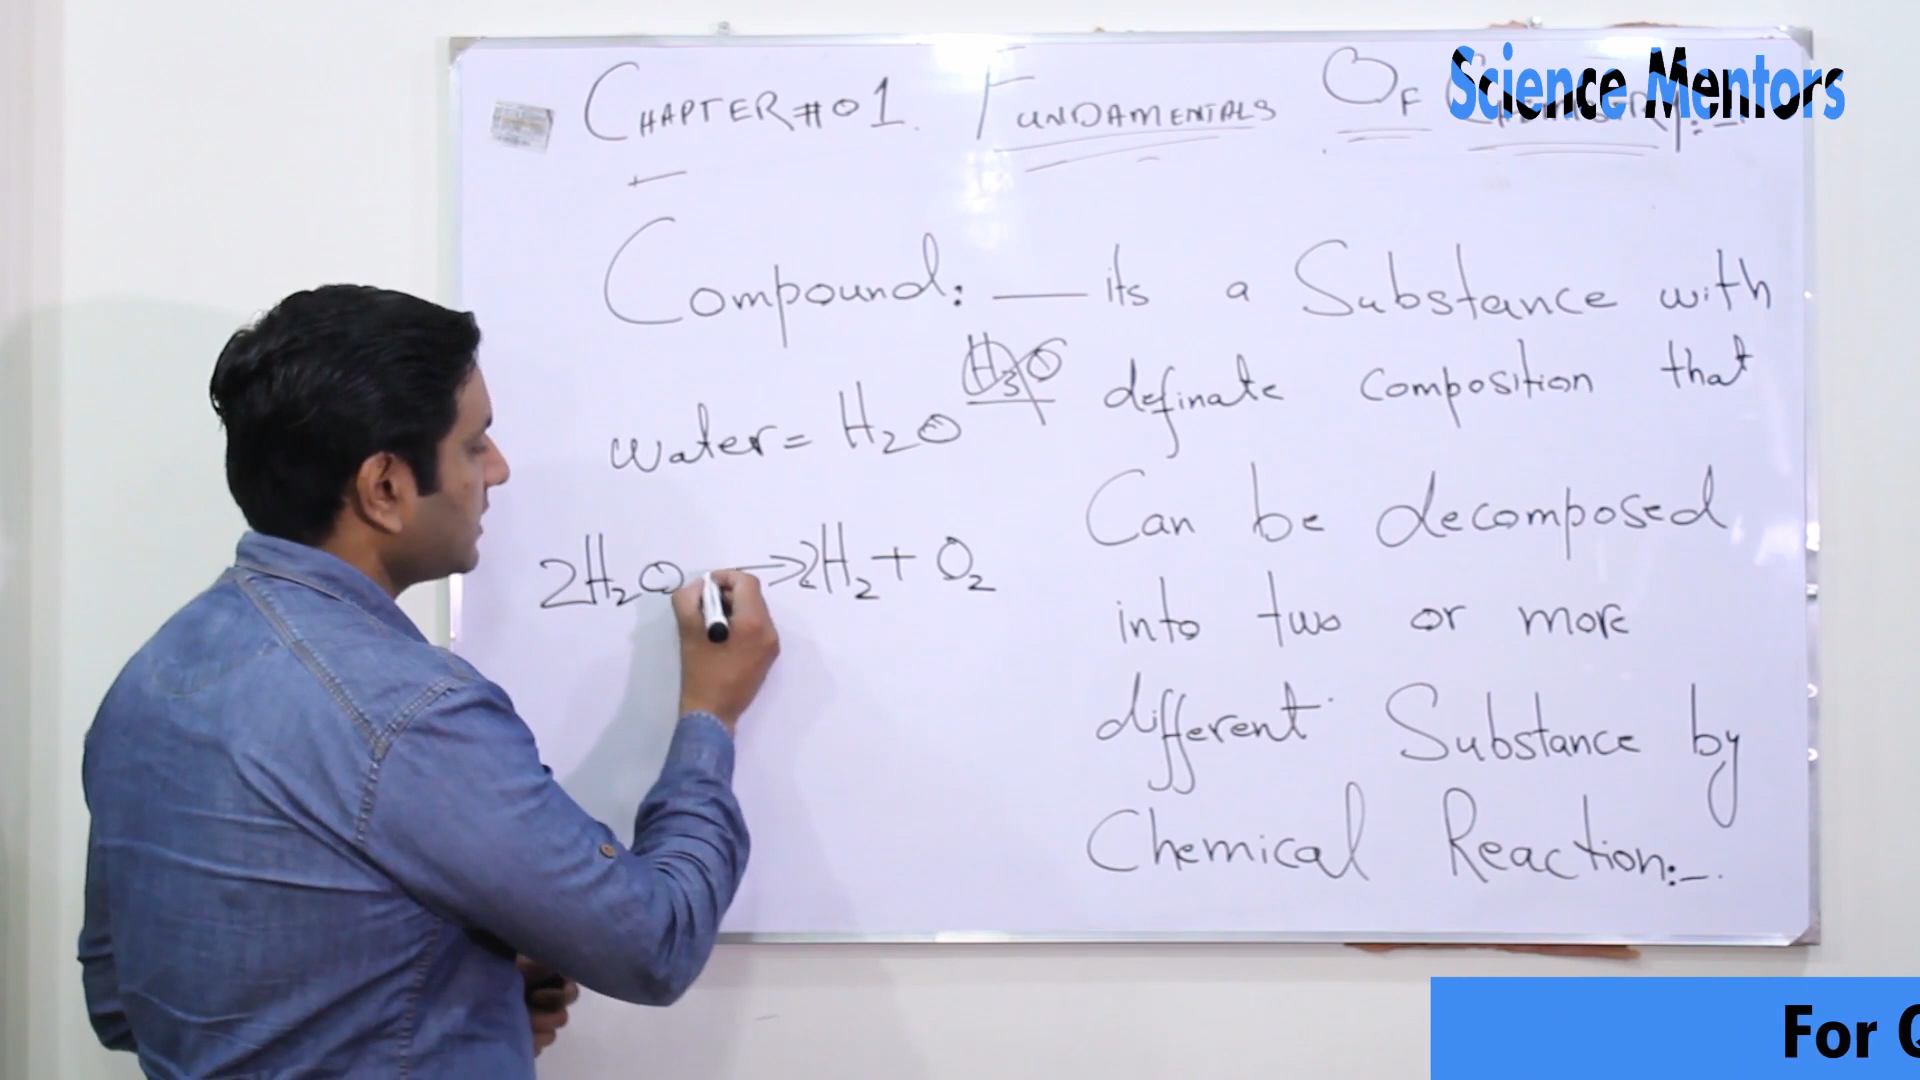 Science Mentors
CHAPTER #01. FUNDAMENTALS OF
Compound: — its a Substance with
H3O definate composition that
water = H2O
Can be decomposed
2H2O → 2H2 + O2
into two or more
different Substance by
Chemical Reaction:-.
For